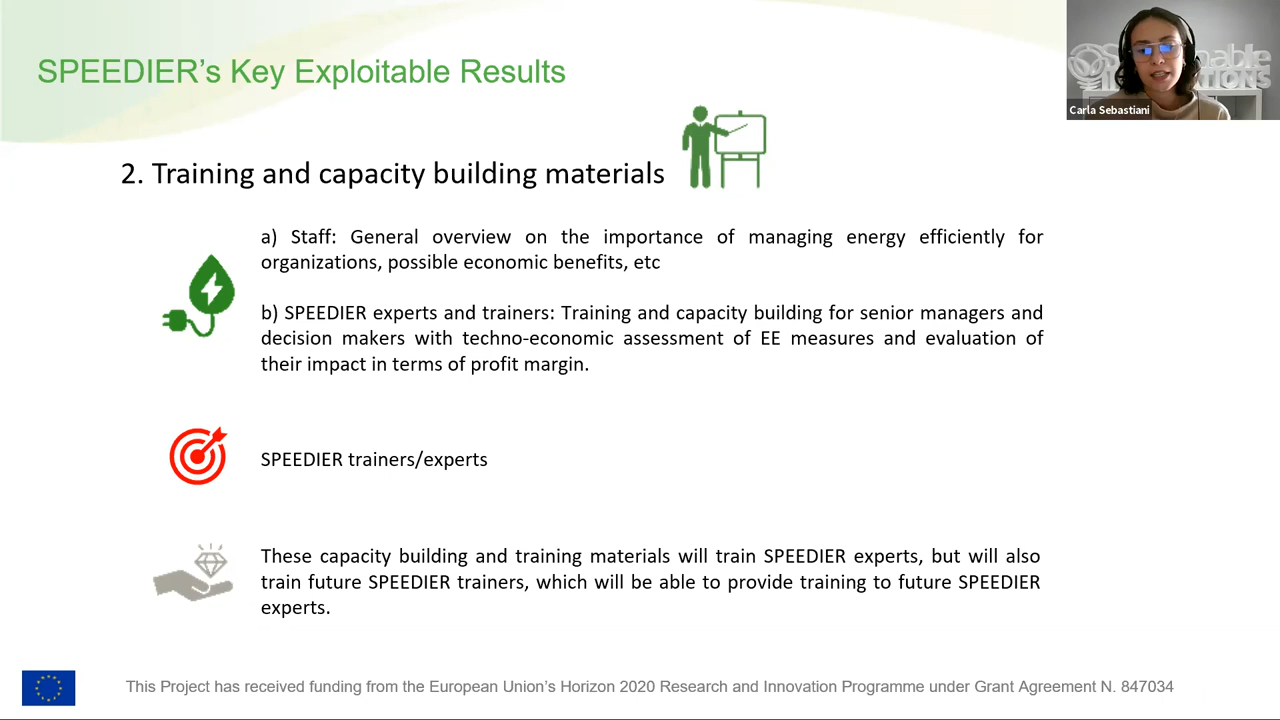 SPEEDIER's Key Exploitable Results
Carla Sebastiani
2. Training and capacity building materials
a) Staff: General overview on the importance of managing energy efficiently for
organizations, possible economic benefits, etc
b) SPEEDIER experts and trainers: Training and capacity building for senior managers and
decision makers with techno-economic assessment of EE measures and evaluation of
their impact in terms of profit margin.
SPEEDIER trainers/experts
These capacity building and training materials will train SPEEDIER experts, but will also
train future SPEEDIER trainers, which will be able to provide training to future SPEEDIER
experts.
This Project has received funding from the European Union's Horizon 2020 Research and Innovation Programme under Grant Agreement N. 847034